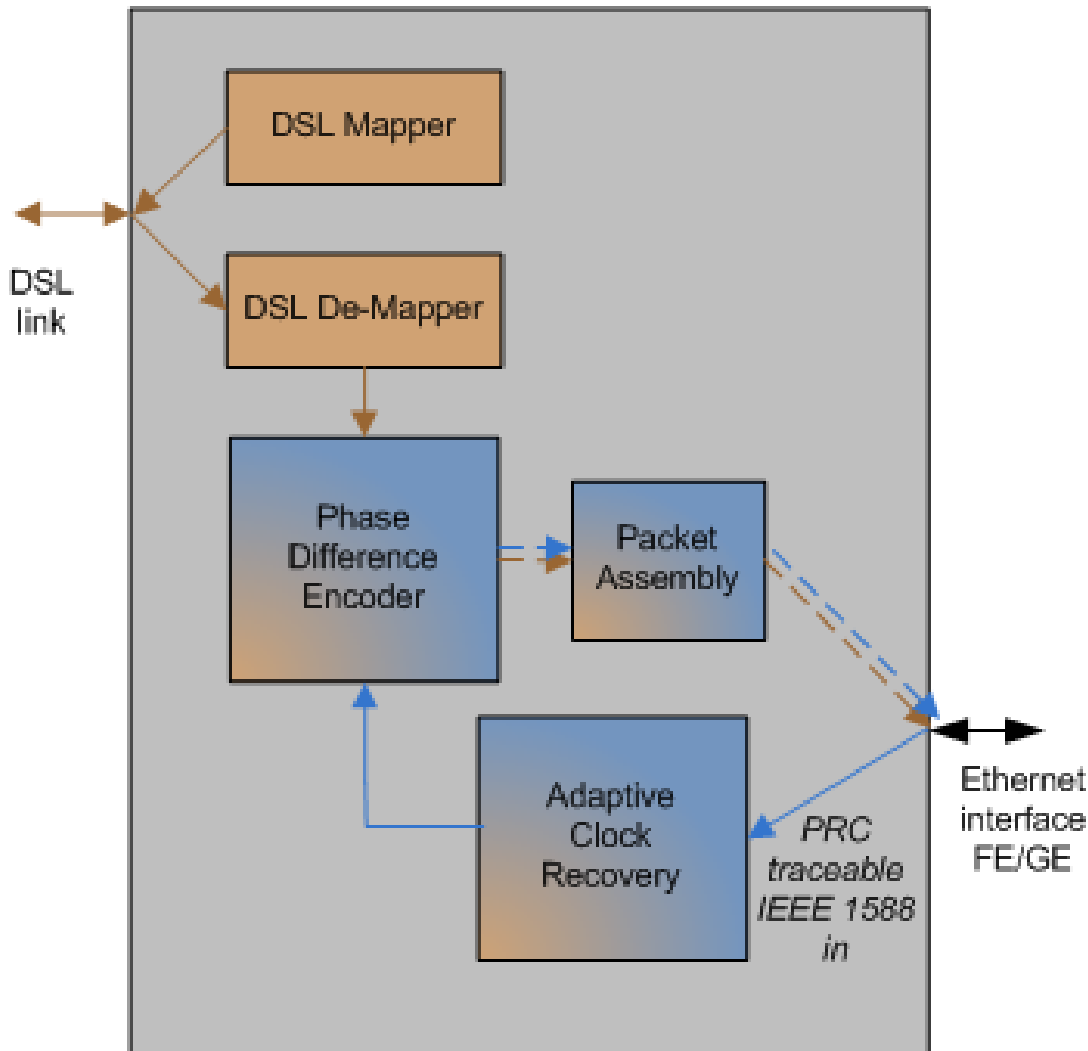 DSL Mapper
DSL
link
DSL De-Mapper
Phase
Difference
Encoder
Packet
Assembly
Adaptive
Clock
Recovery
PRC
traceable
IEEE 1588
in
Ethernet
interface
FE/GE